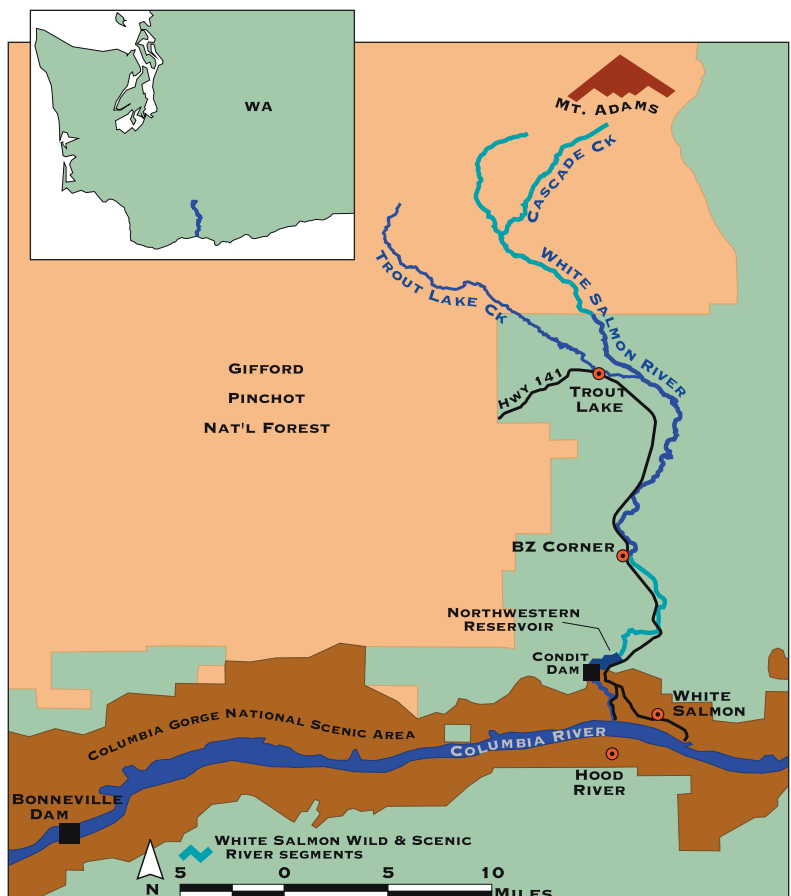 WA
MT. ADAMS
CASCADE CK
WHITE SALMON RIVER
TROUT LAKE CK
GIFFORD
PINCHOT
NAT'L FOREST
HWY 141
TROUT
LAKE
BZ CORNER
NORTHWESTERN
RESERVOIR
CONDIT
DAM
WHITE
SALMON
COLUMBIA GORGE NATIONAL SCENIC AREA
COLUMBIA RIVER
HOOD
RIVER
BONNEVILLE
DAM
WHITE SALMON WILD & SCENIC
RIVER SEGMENTS
N
5 0 5 10
MILES